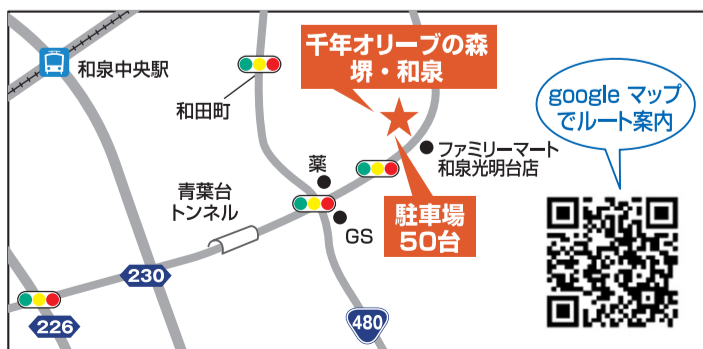 和泉中央駅
和田町
千年オリーブの森
堺・和泉
google マップ
でルート案内
ファミリーマート
和泉光明台店
薬
青葉台
トンネル
駐車場
50台
GS
230
226
480